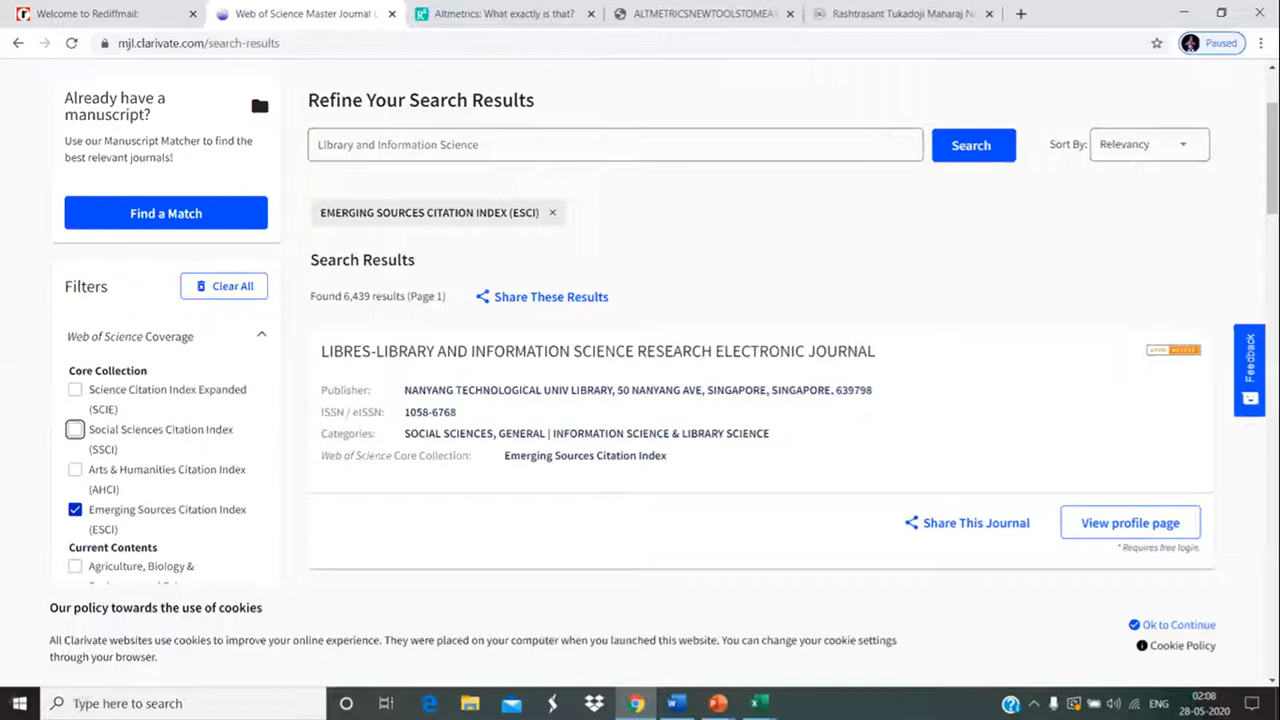 Welcome to Rediffmail:
Web of Science Master Journal L
Altmetrics: What exactly is that?
ALTMETRICSNEWTOOLSTOMEA
Rashtrasant Tukadoji Maharaj N
mjl.clarivate.com/search-results
Paused
Already have a
manuscript?
Use our Manuscript Matcher to find the
best relevant journals!
Find a Match
Filters
Clear All
Web of Science Coverage
Core Collection
Science Citation Index Expanded
(SCIE)
Social Sciences Citation Index
(SSCI)
Arts & Humanities Citation Index
(AHCI)
Emerging Sources Citation Index
(ESCI)
Current Contents
Agriculture, Biology &
Refine Your Search Results
Library and Information Science
Search
Sort By:
Relevancy
EMERGING SOURCES CITATION INDEX (ESCI)
Search Results
Found 6,439 results (Page 1)
Share These Results
LIBRES-LIBRARY AND INFORMATION SCIENCE RESEARCH ELECTRONIC JOURNAL
Publisher: NANYANG TECHNOLOGICAL UNIV LIBRARY, 50 NANYANG AVE, SINGAPORE, SINGAPORE, 639798
ISSN / eISSN: 1058-6768
Categories: SOCIAL SCIENCES, GENERAL | INFORMATION SCIENCE & LIBRARY SCIENCE
Web of Science Core Collection: Emerging Sources Citation Index
Share This Journal
View profile page
* Requires free login.
Feedback
Our policy towards the use of cookies
All Clarivate websites use cookies to improve your online experience. They were placed on your computer when you launched this website. You can change your cookie settings
through your browser.
Ok to Continue
Cookie Policy
Type here to search
ENG
02:08
28-05-2020